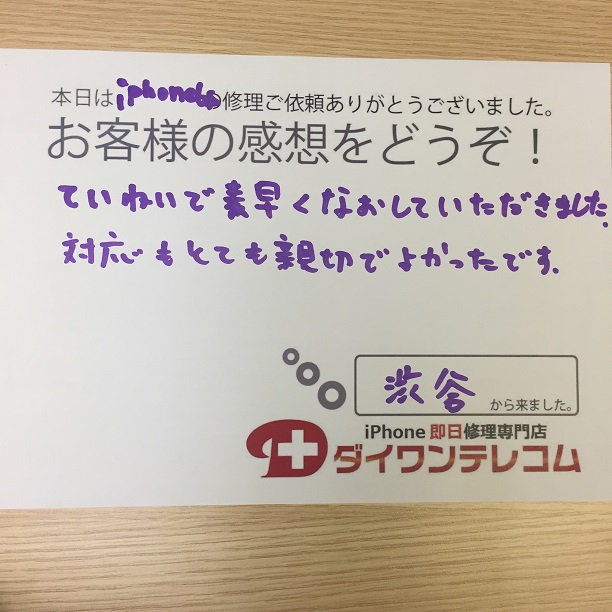 本日はiphone6の修理ご依頼ありがとうございました。
お客様の感想をどうぞ！
ていねいで素早くなおしていただきました。
対応もとても親切でよかったです。
渋谷 から来ました。
iPhone 即日修理専門店
ダイワンテレコム